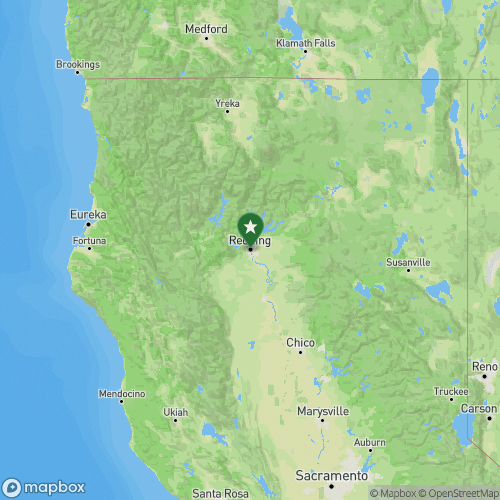 Medford
Klamath Falls
Brookings
Yreka
Eureka
Fortuna
Redding
Susanville
Chico
Reno
Mendocino
Truckee
Ukiah
Marysville
Carson
Auburn
Sacramento
Santa Rosa
mapbox
© Mapbox © OpenStreetMap